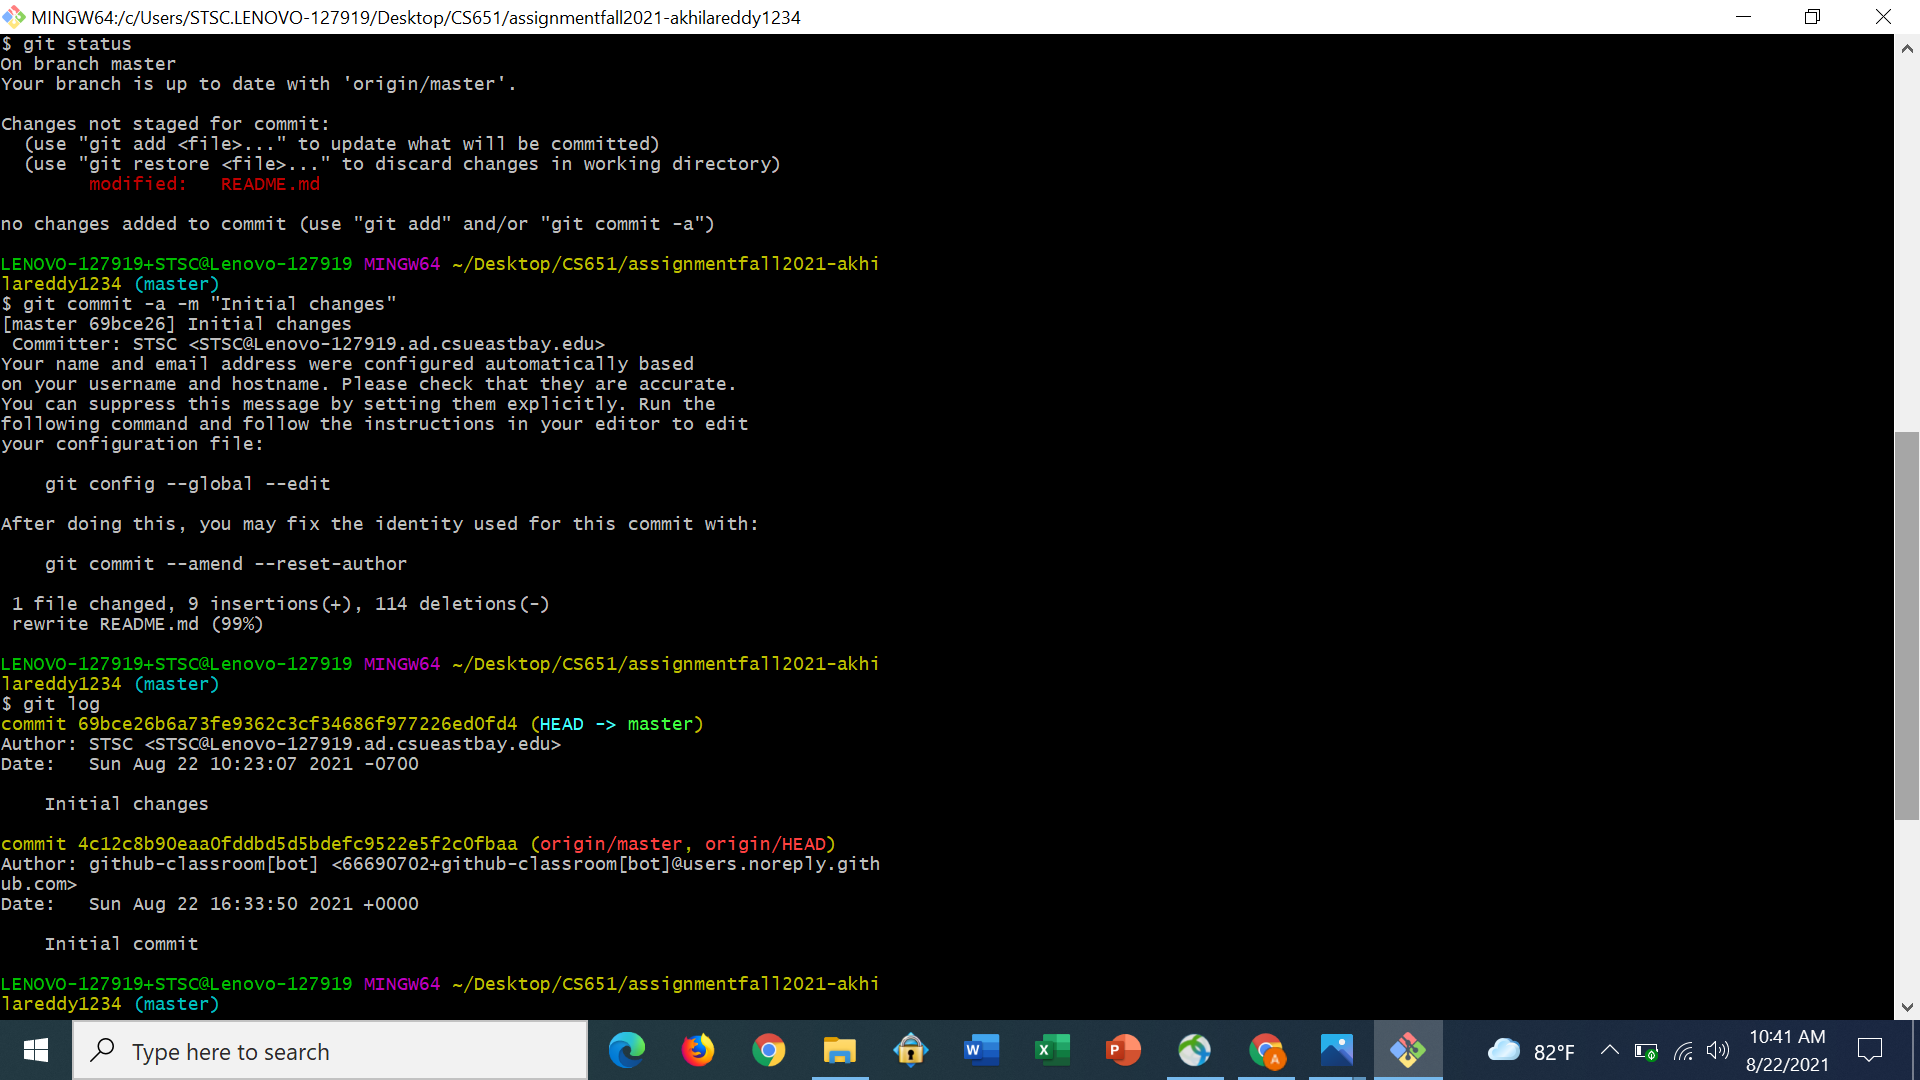 MINGW64:/c/Users/STSC.LENOVO-127919/Desktop/CS651/assignmentfall2021-akhilareddy1234
$ git status
On branch master
Your branch is up to date with 'origin/master'.
Changes not staged for commit:
  (use "git add <file>..." to update what will be committed)
  (use "git restore <file>..." to discard changes in working directory)
        modified:   README.md
no changes added to commit (use "git add" and/or "git commit -a")
LENOVO-127919+STSC@Lenovo-127919 MINGW64 ~/Desktop/CS651/assignmentfall2021-akhi
lareddy1234 (master)
$ git commit -a -m "Initial changes"
[master 69bce26] Initial changes
 Committer: STSC <STSC@Lenovo-127919.ad.csueastbay.edu>
Your name and email address were configured automatically based
on your username and hostname. Please check that they are accurate.
You can suppress this message by setting them explicitly. Run the
following command and follow the instructions in your editor to edit
your configuration file:
    git config --global --edit
After doing this, you may fix the identity used for this commit with:
    git commit --amend --reset-author
 1 file changed, 9 insertions(+), 114 deletions(-)
 rewrite README.md (99%)
LENOVO-127919+STSC@Lenovo-127919 MINGW64 ~/Desktop/CS651/assignmentfall2021-akhi
lareddy1234 (master)
$ git log
commit 69bce26b6a73fe9362c3cf34686f977226ed0fd4 (HEAD -> master)
Author: STSC <STSC@Lenovo-127919.ad.csueastbay.edu>
Date:   Sun Aug 22 10:23:07 2021 -0700
    Initial changes
commit 4c12c8b90eaa0fddbd5d5bdefc9522e5f2c0fbaa (origin/master, origin/HEAD)
Author: github-classroom[bot] <66690702+github-classroom[bot]@users.noreply.gith
ub.com>
Date:   Sun Aug 22 16:33:50 2021 +0000
    Initial commit
LENOVO-127919+STSC@Lenovo-127919 MINGW64 ~/Desktop/CS651/assignmentfall2021-akhi
lareddy1234 (master)
Type here to search
W
X
P
A
82°F
10:41 AM
8/22/2021